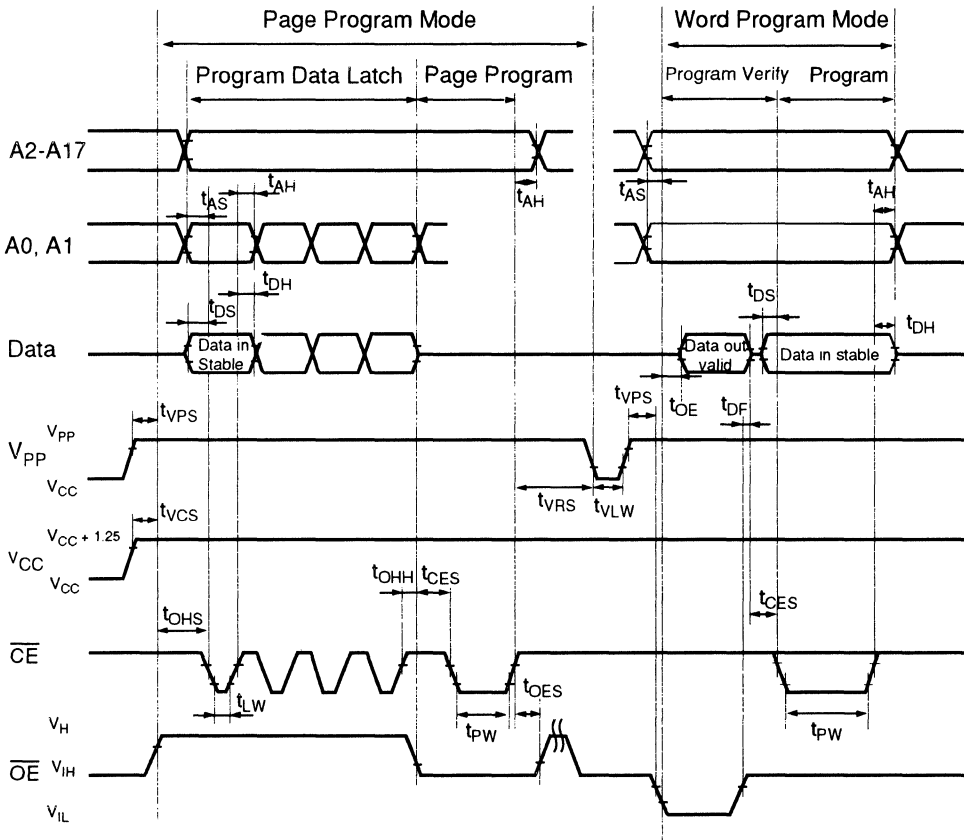 Page Program Mode
Word Program Mode
Program Data Latch
Page Program
Program Verify
Program
A2-A17
tAH
tAS
tAH
tAS
tAH
A0, A1
tDH
tDS
tDS
tDH
Data
Data in
Stable
Data out
valid
Data in stable
tVPS
tVPS
tOE
tDF
VPP
VPP
VCC
tVRS
tVLW
tVCS
VCC + 1.25
VCC
VCC
tOHH
tCES
tCES
tOHS
CE
tLW
tOES
tPW
tPW
VH
OE
VIH
VIL